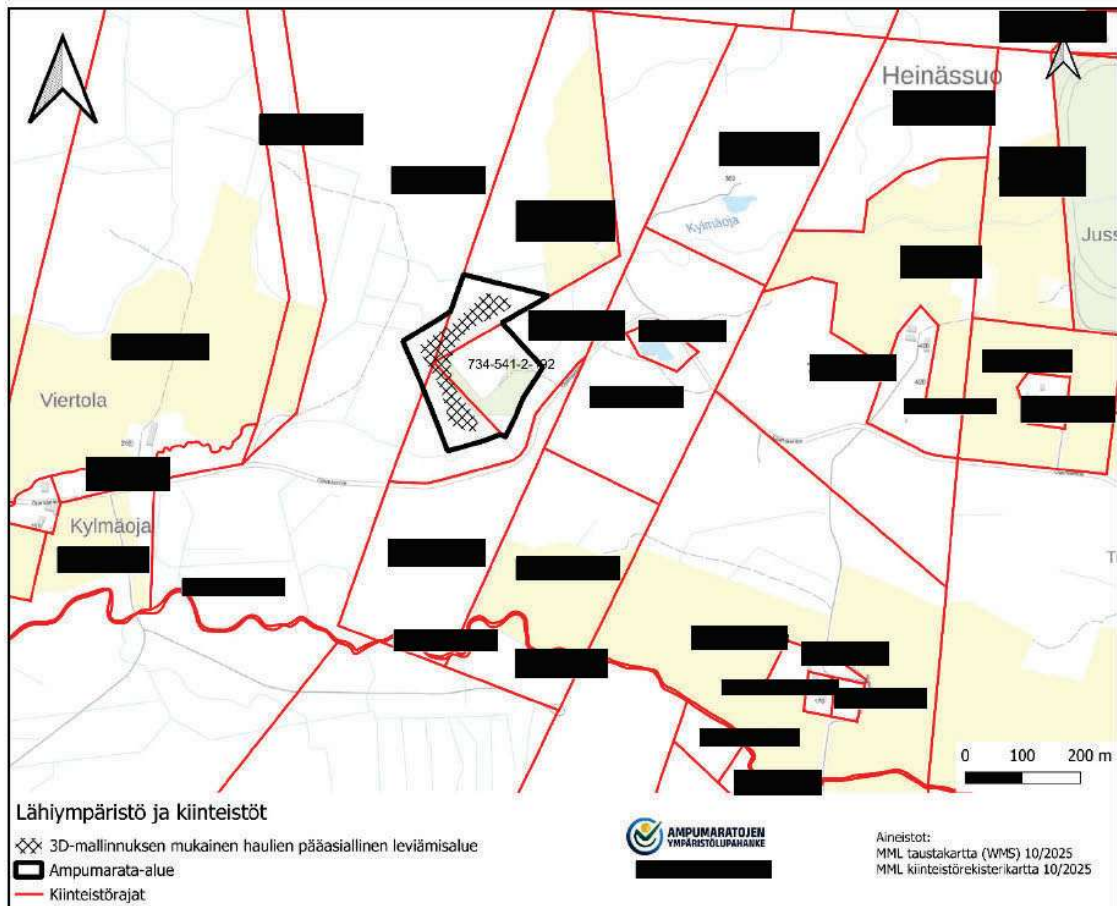 Heinässuo
Kylmäoja
Juss
734-541-2-192
Viertola
Kylmäoja
0 100 200 m
Lähiympäristö ja kiinteistöt
3D-mallinnuksen mukainen haulien pääasiallinen leviämisalue
Ampumarata-alue
Kiinteistörajat
AMPUMARATOJEN
YMPÄRISTÖLUPAHANKE
Aineistot:
MML taustakartta (WMS) 10/2025
MML kiinteistörekisterikartta 10/2025